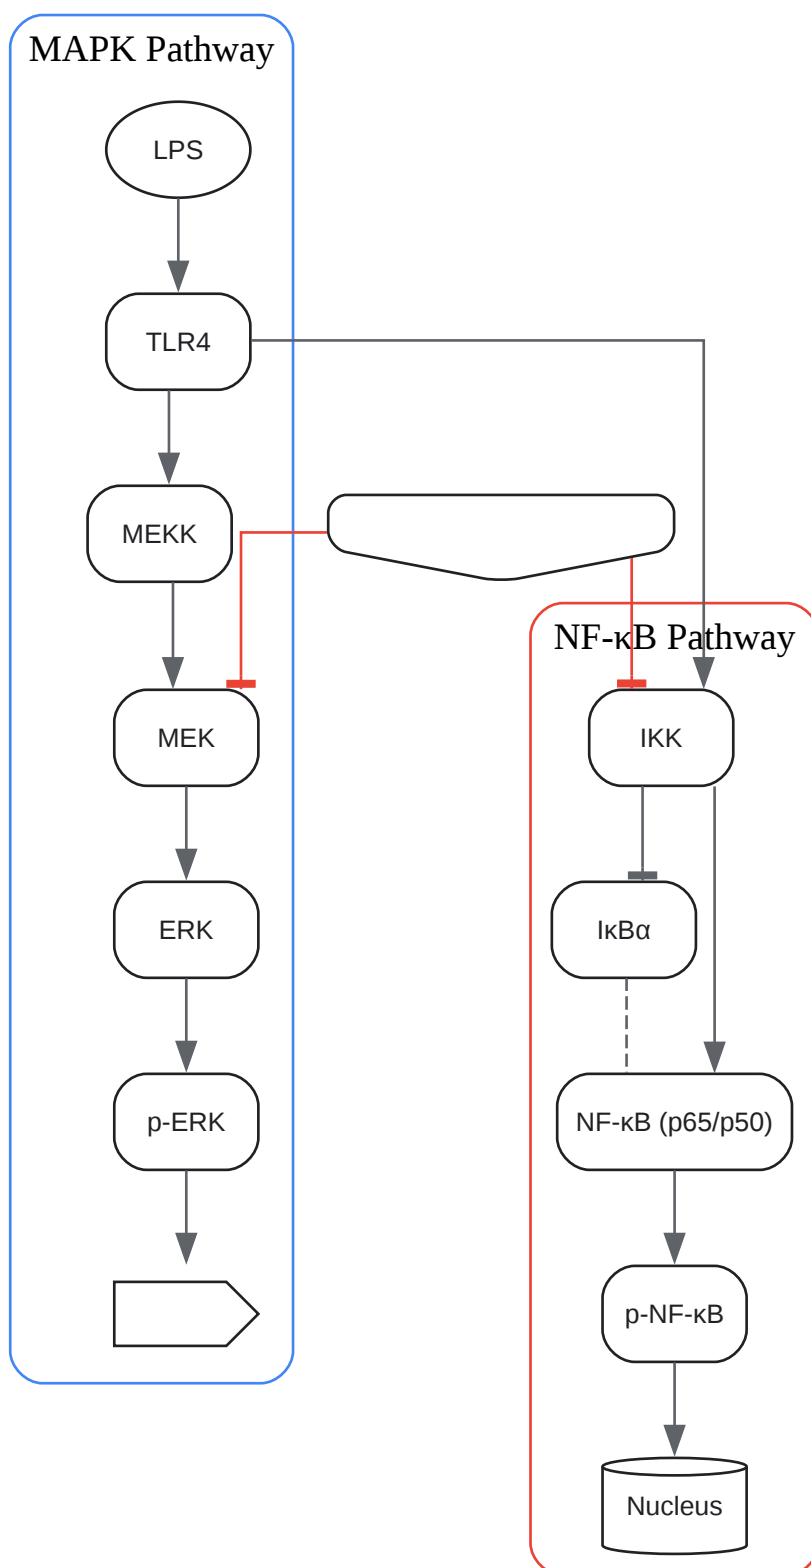 MAPK Pathway
LPS
TLR4
MEKK
MEK
ERK
p-ERK
NF-κB Pathway
IKK
IκBα
NF-κB (p65/p50)
p-NF-κB
Nucleus